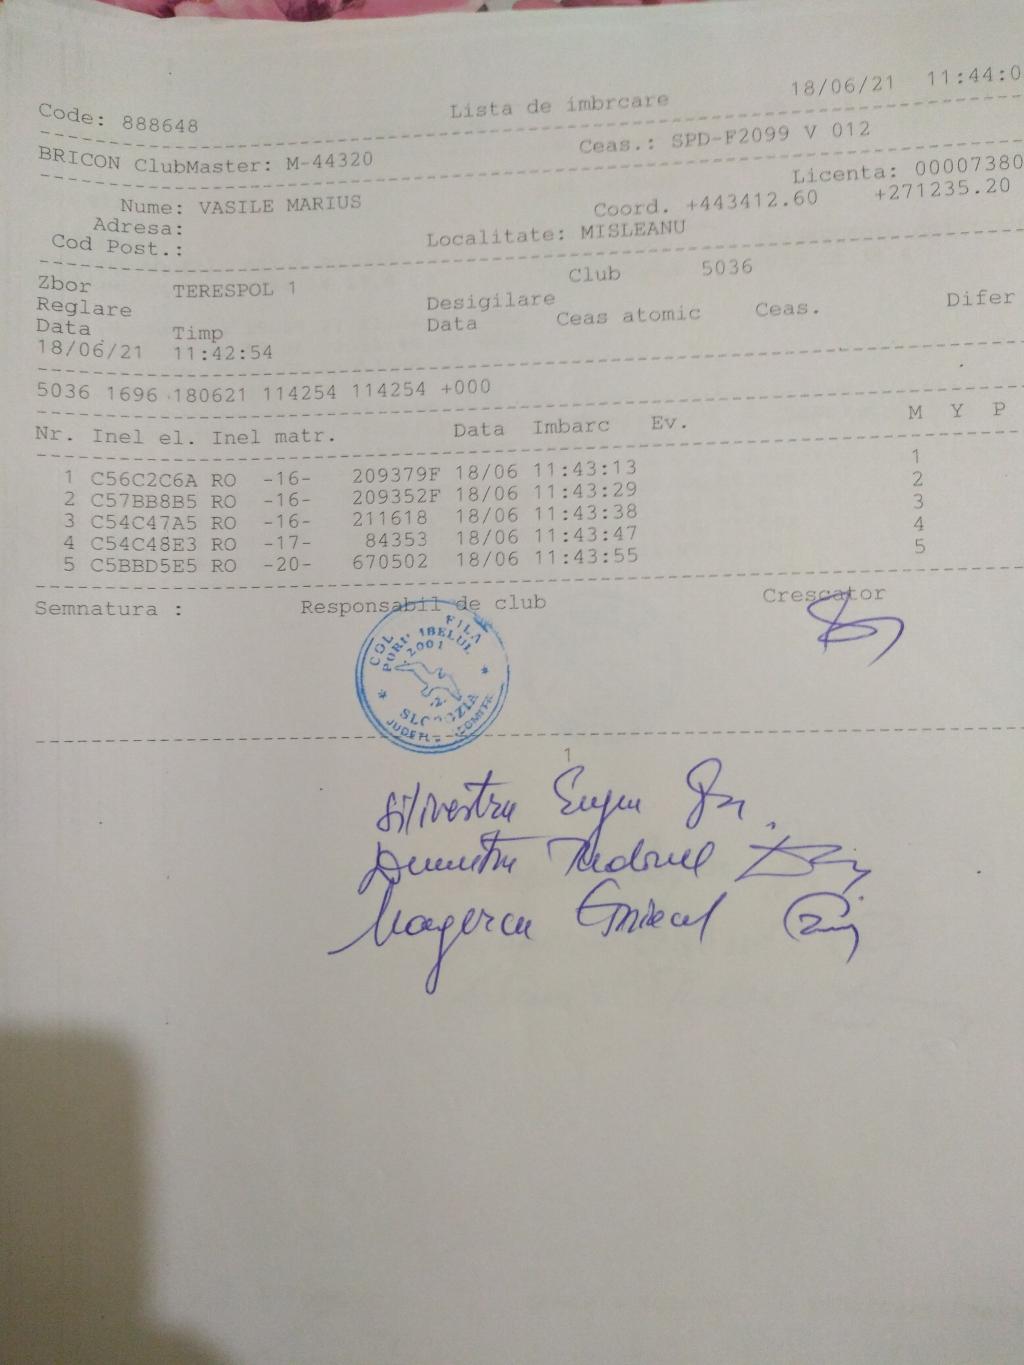 18/06/21 11:44:0
Code: 888648 Lista de imbrcare
BRICON ClubMaster: M-44320 Ceas.: SPD-F2099 V 012
Licenta: 00007380
Nume: VASILE MARIUS Coord. +443412.60 +271235.20
Adresa:
Cod Post.: Localitate: MISLEANU
Zbor TERESPOL 1 Club 5036
Reglare Desigilare
Data Timp Data Ceas atomic Ceas. Difer
18/06/21 11:42:54
5036 1696 180621 114254 114254 +000
Nr. Inel el. Inel matr. Data Imbarc Ev. M Y P
1 C56C2C6A RO -16- 209379F 18/06 11:43:13 1
2 C57BB8B5 RO -16- 209352F 18/06 11:43:29 2
3 C54C47A5 RO -16- 211618 18/06 11:43:38 3
4 C54C48E3 RO -17- 84353 18/06 11:43:47 4
5 C5BBD5E5 RO -20- 670502 18/06 11:43:55 5
Semnatura : Responsabil de club Crescator
2001
1
Silivestru Eugen
Dumitru Tudorel